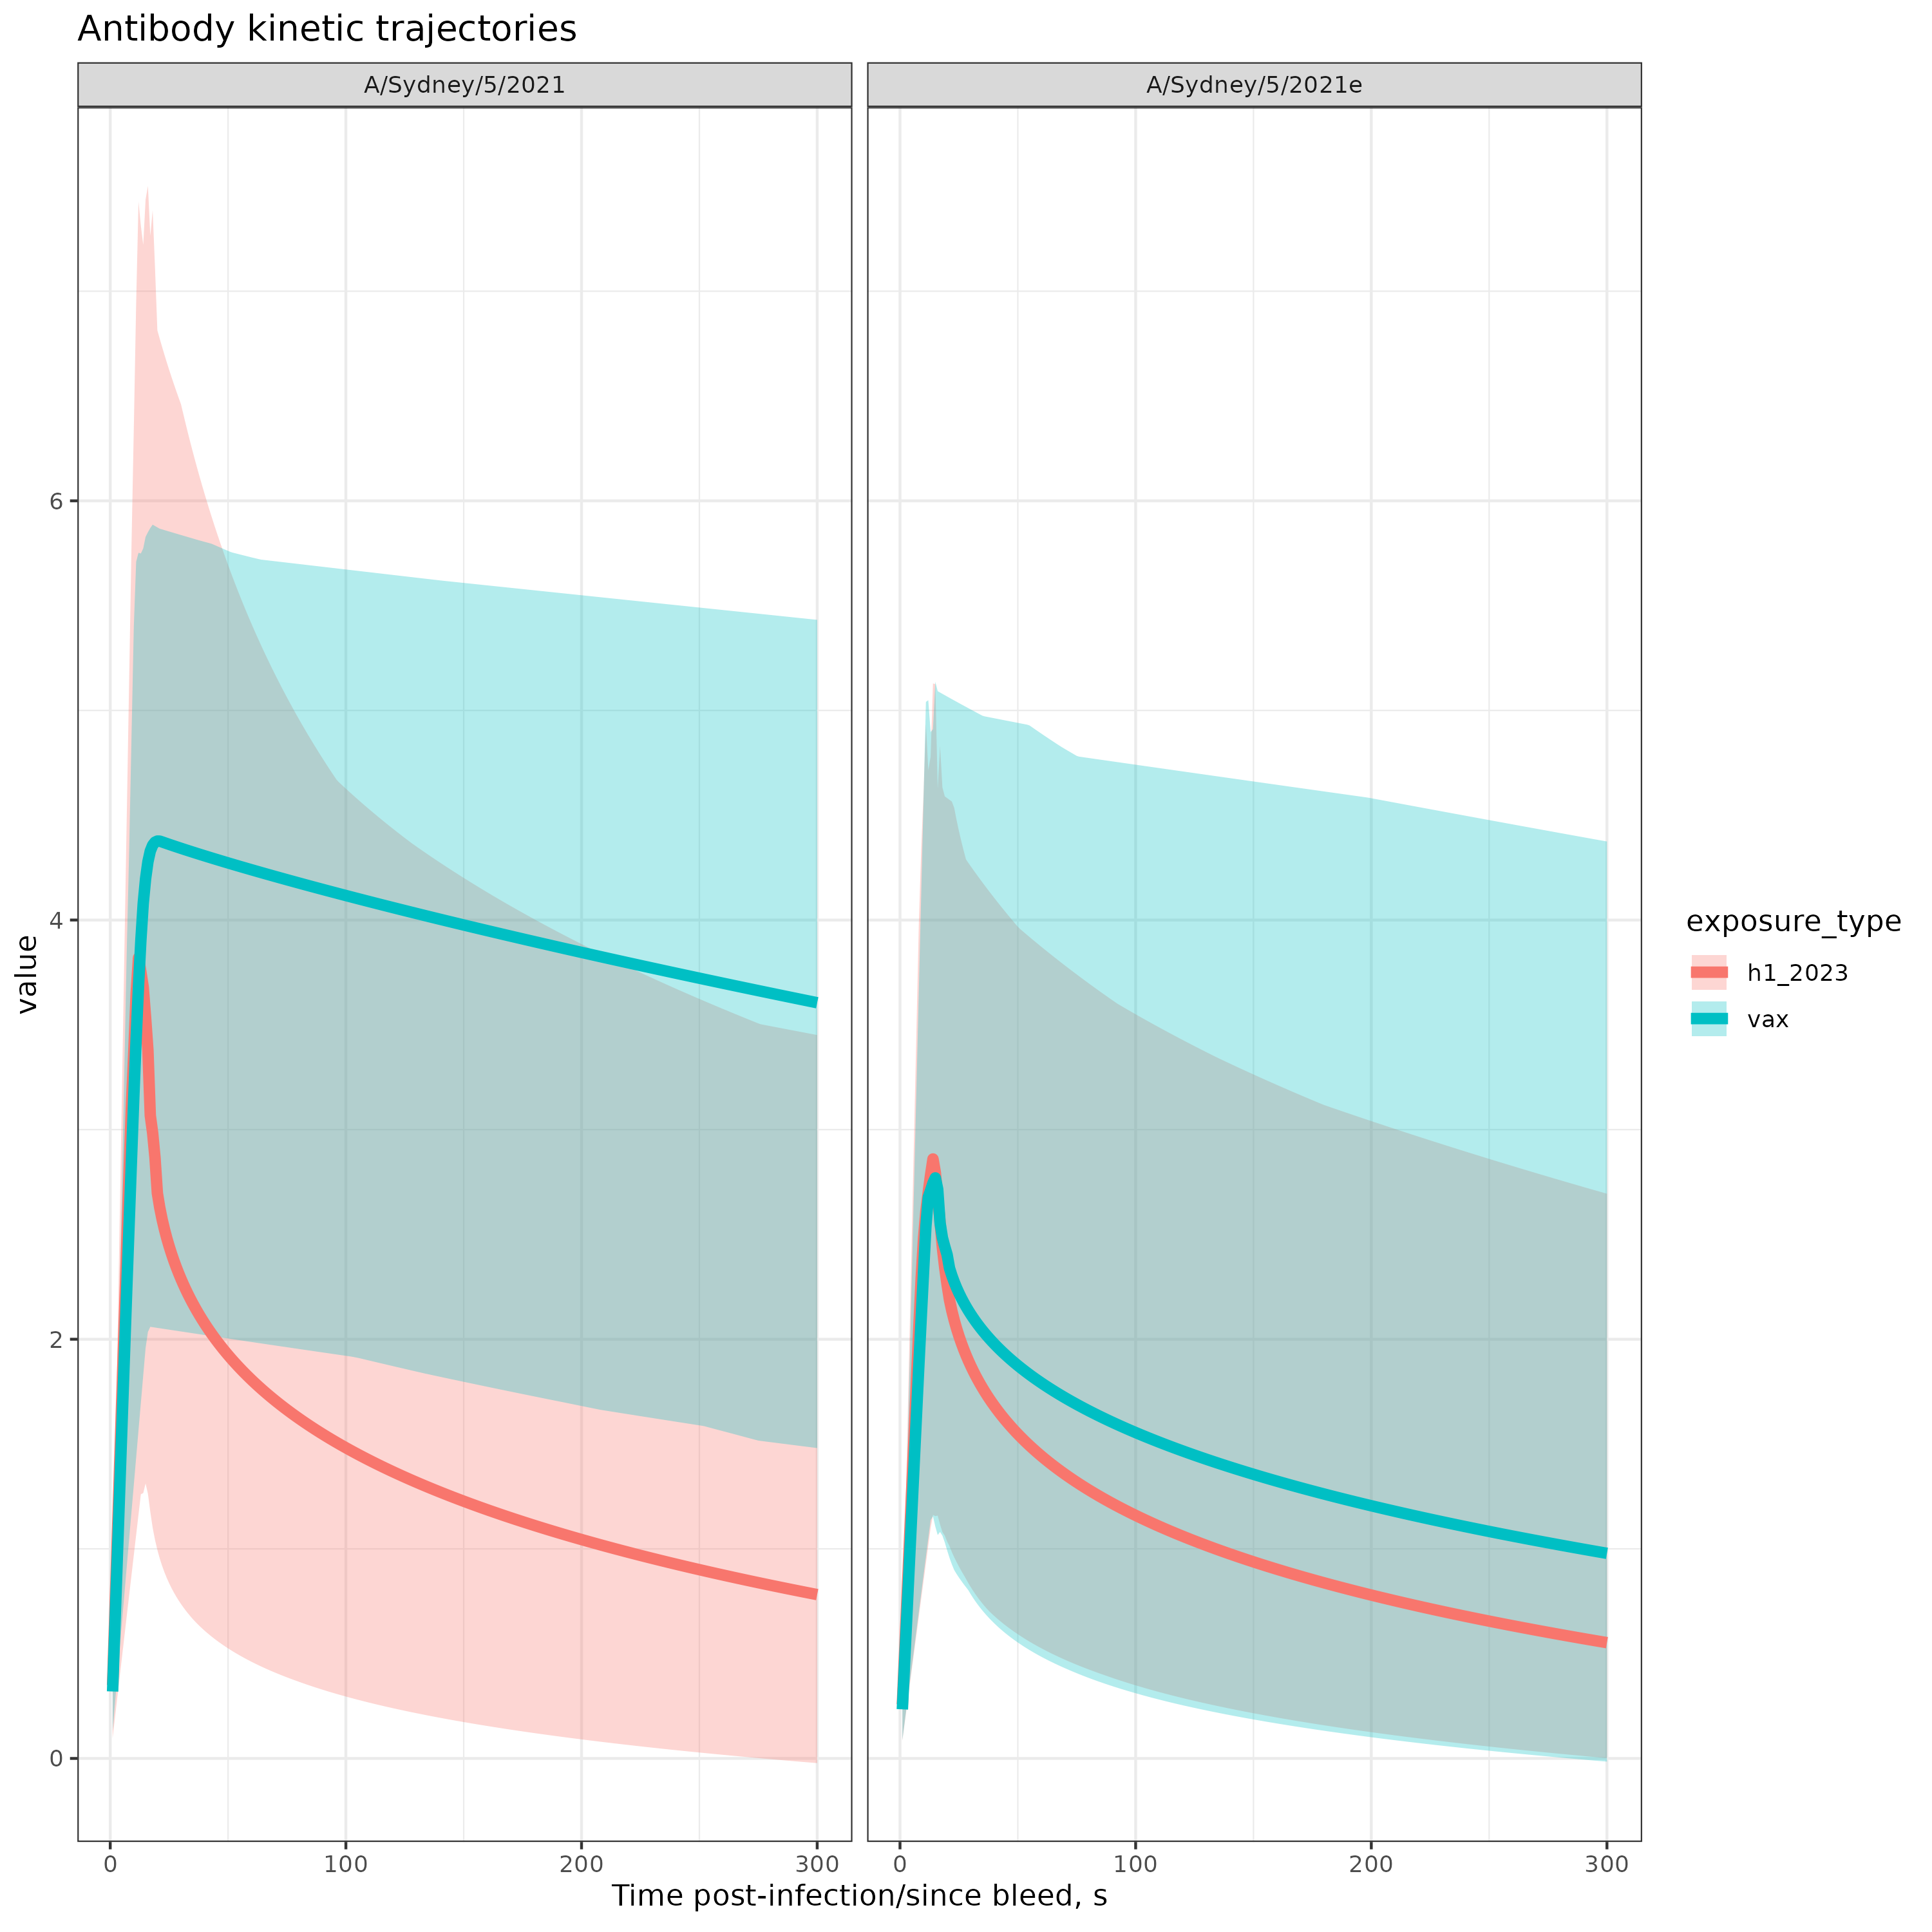 Antibody kinetic trajectories
A/Sydney/5/2021
A/Sydney/5/2021e
6
4
2
0
value
0 100 200 300
0 100 200 300
Time post-infection/since bleed, s
exposure_type
h1_2023
vax